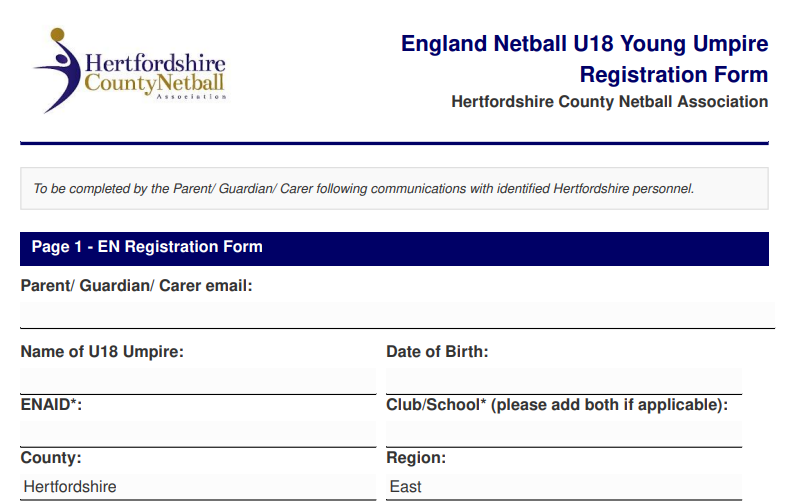 Hertfordshire
CountyNetball
Association
England Netball U18 Young Umpire
Registration Form
Hertfordshire County Netball Association
To be completed by the Parent/ Guardian/ Carer following communications with identified Hertfordshire personnel.
Page 1 - EN Registration Form
Parent/ Guardian/ Carer email:
Name of U18 Umpire:
Date of Birth:
ENAID*:
Club/School* (please add both if applicable):
County:
Region:
Hertfordshire
East